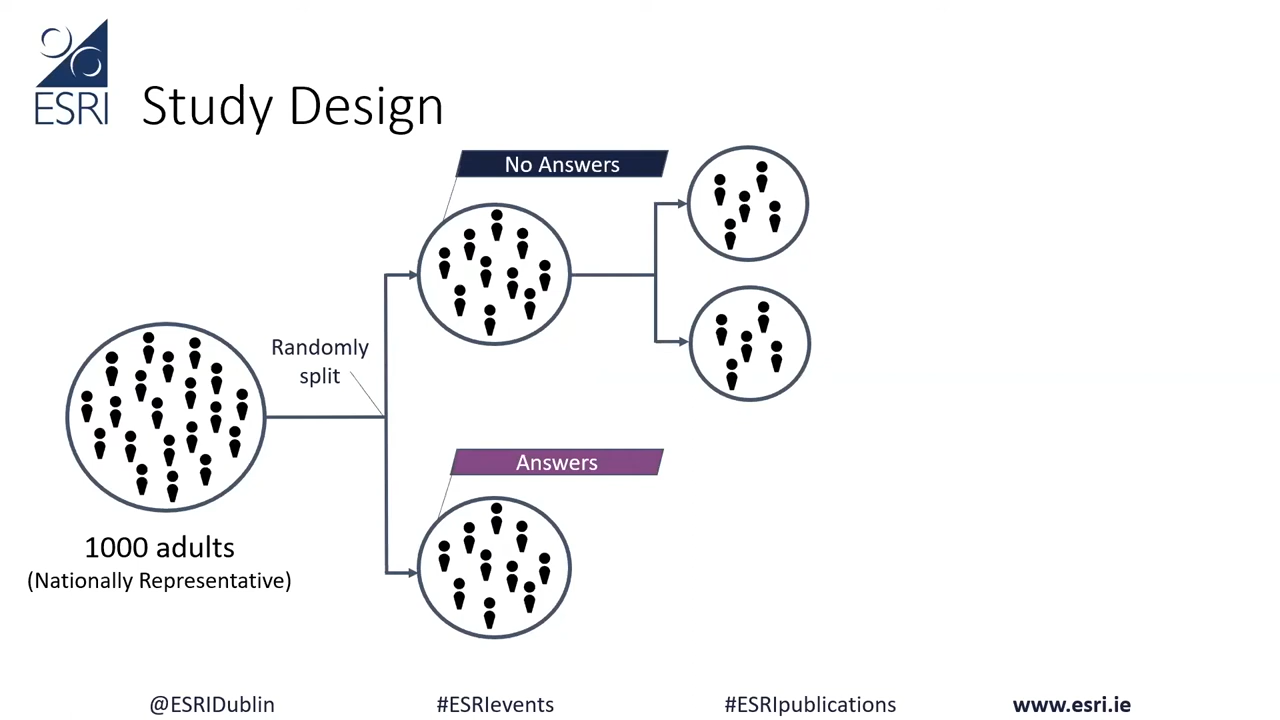 ESRI
Study Design
No Answers
Randomly
split
Answers
1000 adults
(Nationally Representative)
@ESRIDublin
#ESRIevents
#ESRIpublications
www.esri.ie